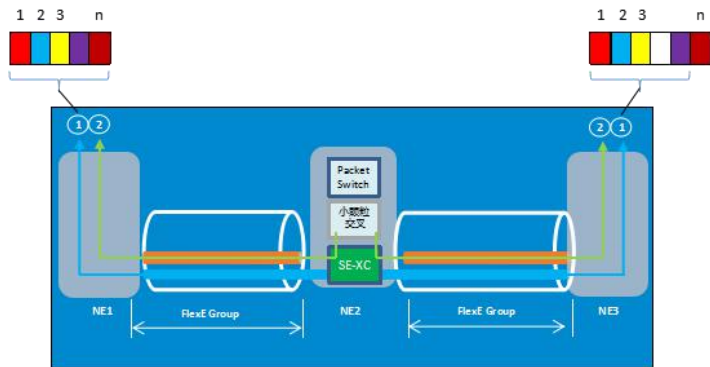 1 2 3 n
1 2 3 n
① ②
② ①
Packet
Switch
小颗粒
交叉
SE-XC
NE1
FlexE Group
NE2
FlexE Group
NE3